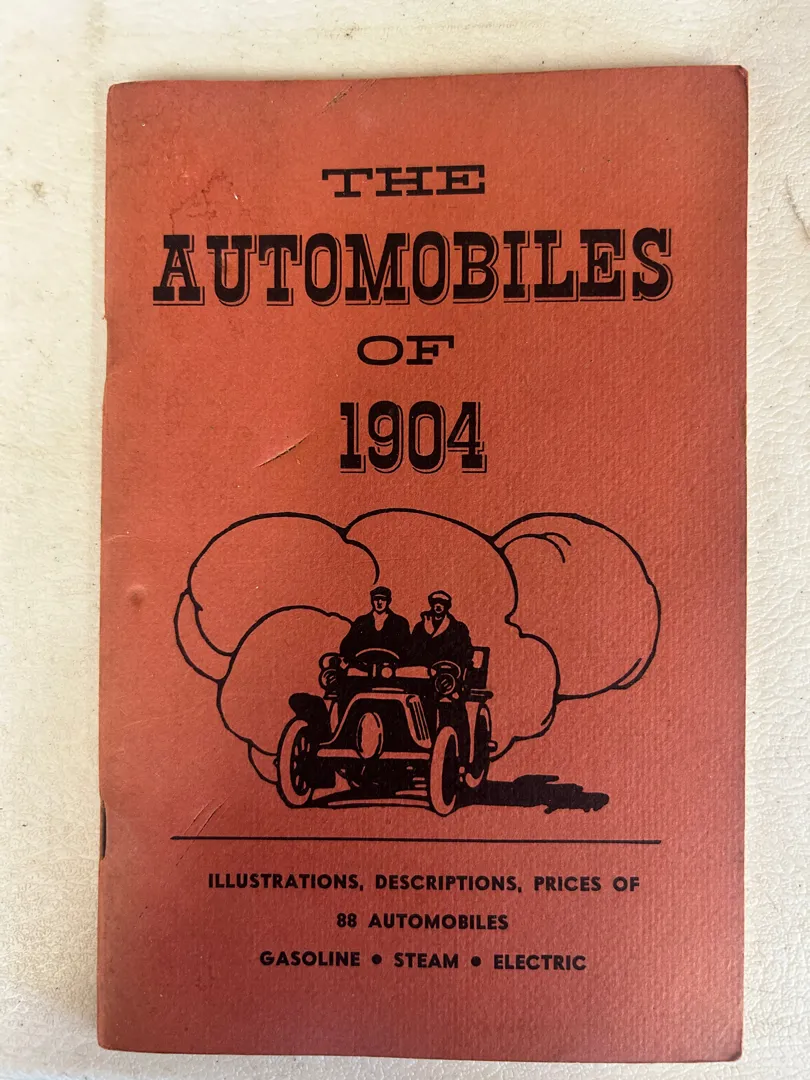 THE
AUTOMOBILES
OF
1904
ILLUSTRATIONS, DESCRIPTIONS, PRICES OF
88 AUTOMOBILES
GASOLINE • STEAM • ELECTRIC